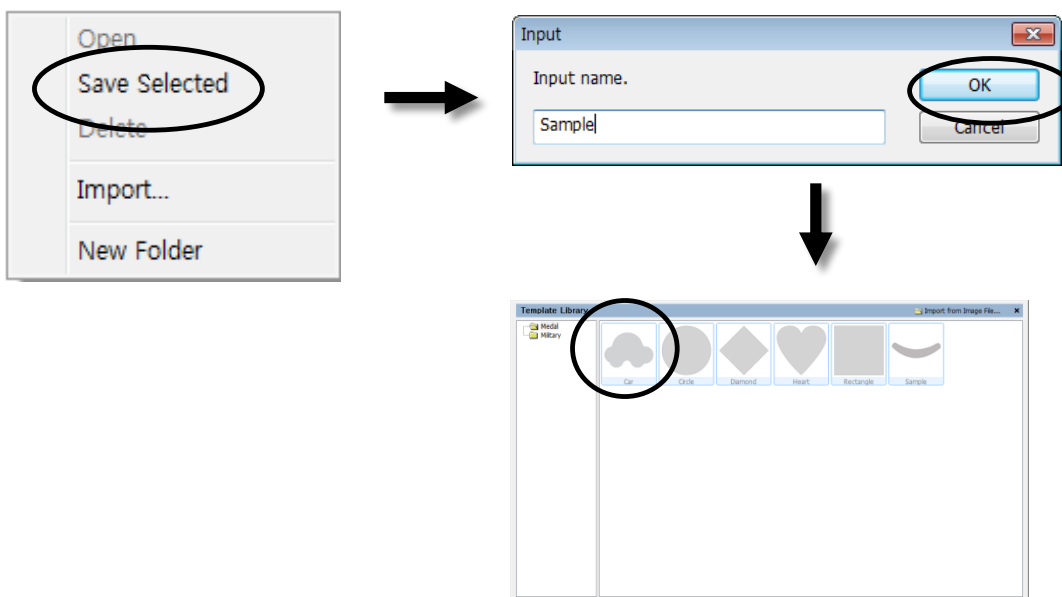 Open
Save Selected
Delete
Import...
New Folder
Input
Input name.
OK
Sample
Cancel
Template Library
Import from Image File...
Medal
Military
Car
Circle
Diamond
Heart
Rectangle
Sample